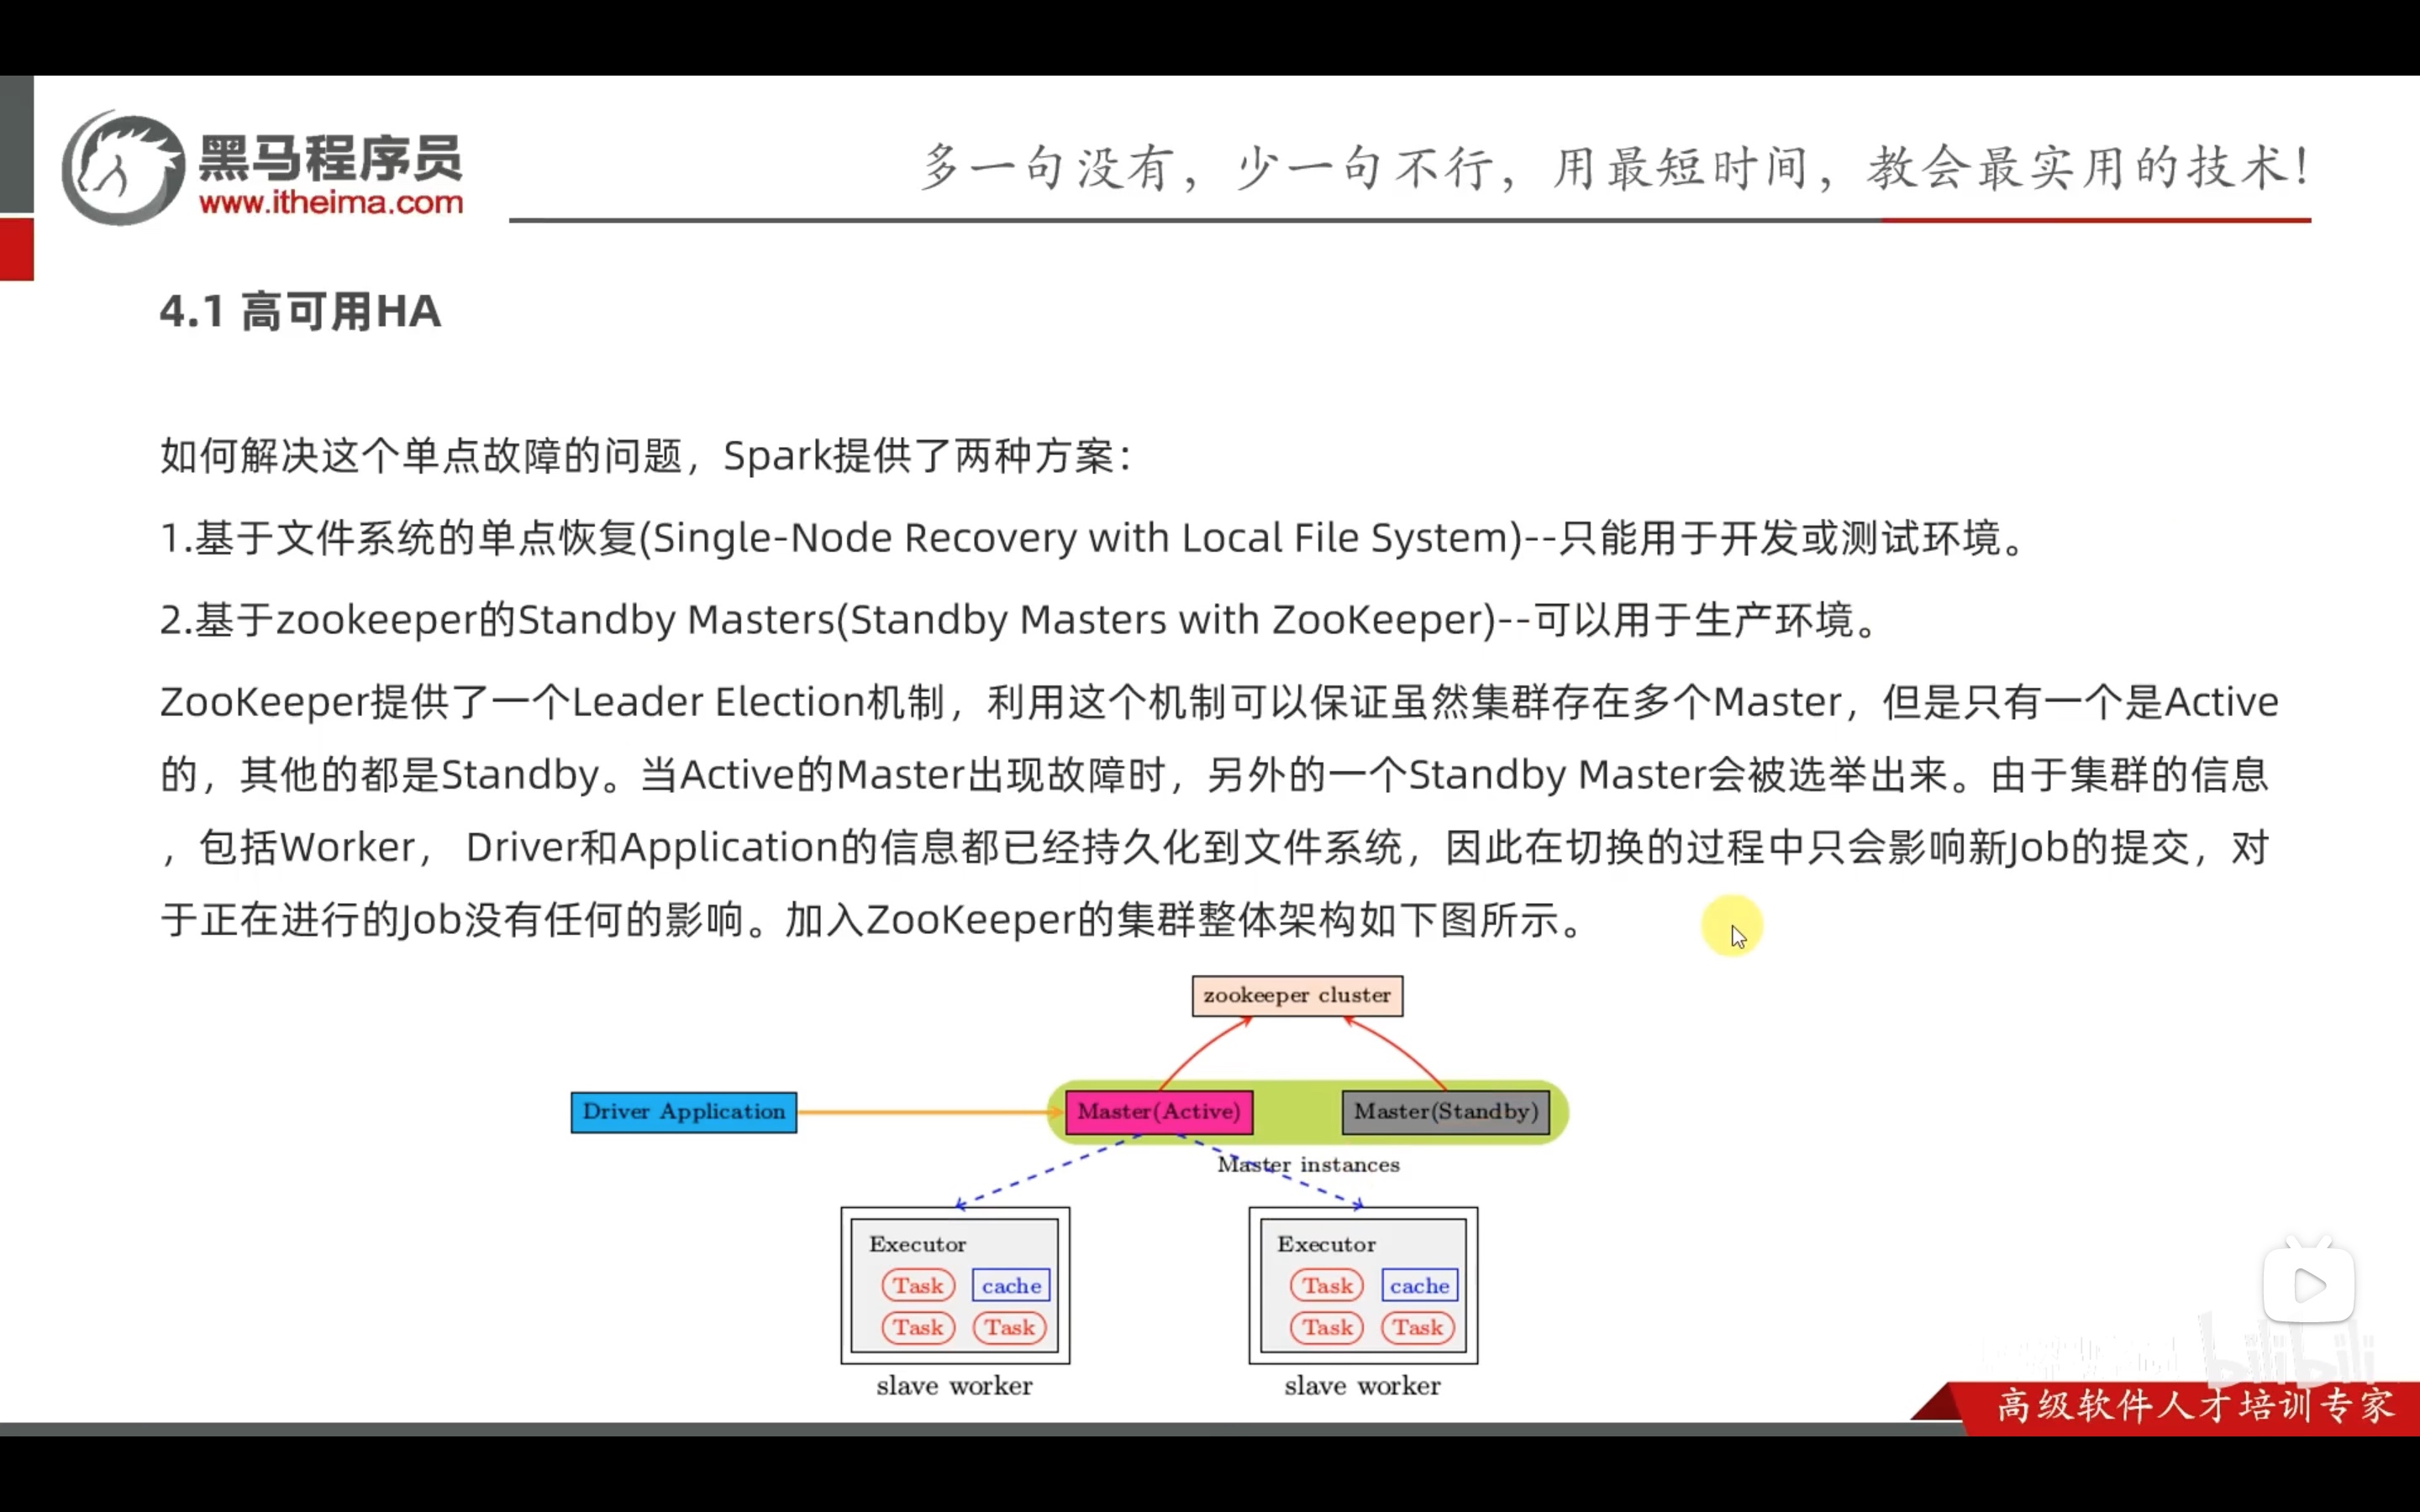 黑马程序员
www.itheima.com
多一句没有，少一句不行，用最短时间，教会最实用的技术！
4.1 高可用HA
如何解决这个单点故障的问题，Spark提供了两种方案：
1.基于文件系统的单点恢复(Single-Node Recovery with Local File System)--只能用于开发或测试环境。
2.基于zookeeper的Standby Masters(Standby Masters with ZooKeeper)--可以用于生产环境。
ZooKeeper提供了一个Leader Election机制，利用这个机制可以保证虽然集群存在多个Master，但是只有一个是Active
的，其他的都是Standby。当Active的Master出现故障时，另外的一个Standby Master会被选举出来。由于集群的信息
，包括Worker， Driver和Application的信息都已经持久化到文件系统，因此在切换的过程中只会影响新Job的提交，对
于正在进行的Job没有任何的影响。加入ZooKeeper的集群整体架构如下图所示。
zookeeper cluster
Driver Application
Master(Active)
Master(Standby)
Master instances
Executor
Task cache
Task Task
slave worker
Executor
Task cache
Task Task
slave worker
bilibili
高级软件人才培训专家